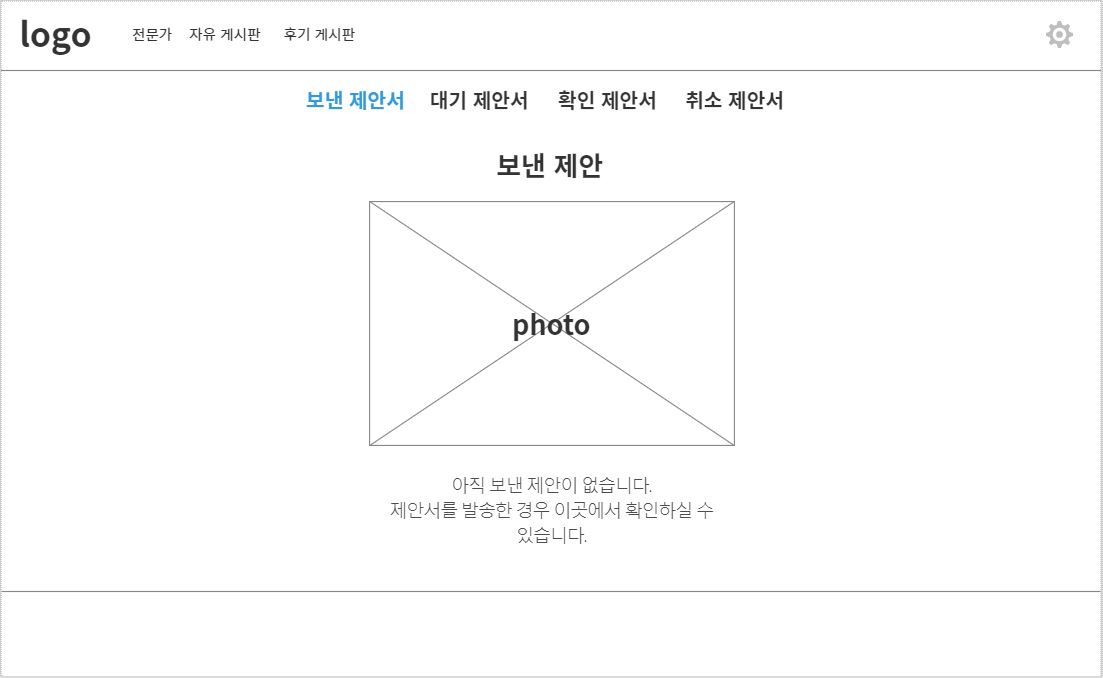 logo 전문가 자유 게시판 후기 게시판
보낸 제안서 대기 제안서 확인 제안서 취소 제안서
보낸 제안
photo
아직 보낸 제안이 없습니다.
제안서를 발송한 경우 이곳에서 확인하실 수
있습니다.